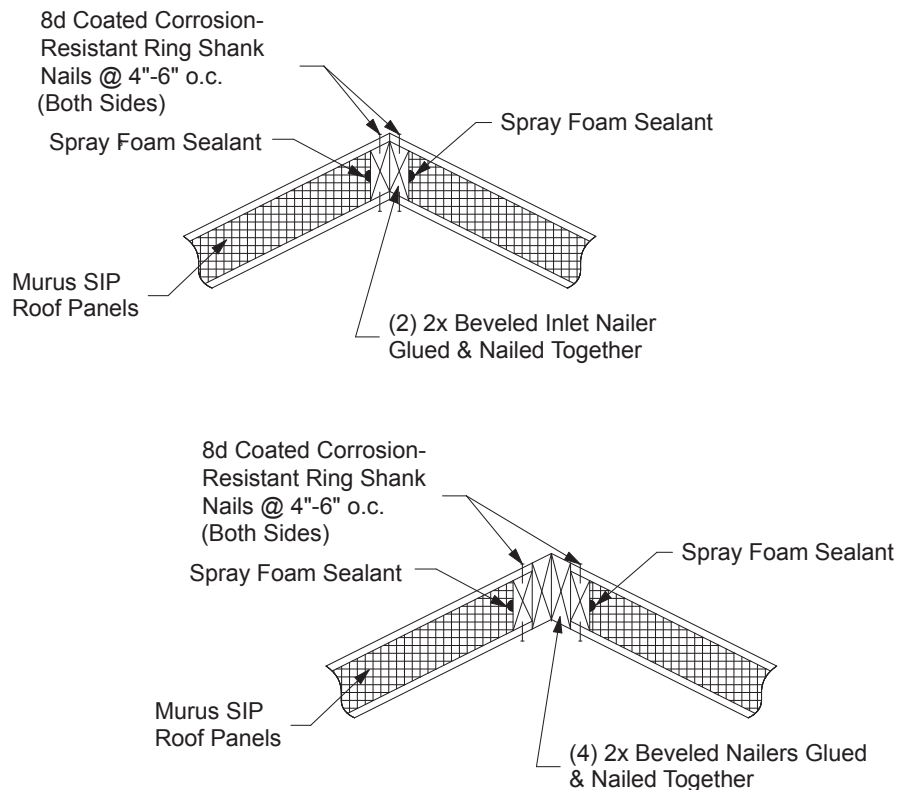 8d Coated Corrosion-
Resistant Ring Shank
Nails @ 4"-6" o.c.
(Both Sides)
Spray Foam Sealant
Spray Foam Sealant
Murus SIP
Roof Panels
(2) 2x Beveled Inlet Nailer
Glued & Nailed Together
8d Coated Corrosion-
Resistant Ring Shank
Nails @ 4"-6" o.c.
(Both Sides)
Spray Foam Sealant
Spray Foam Sealant
Murus SIP
Roof Panels
(4) 2x Beveled Nailers Glued
& Nailed Together